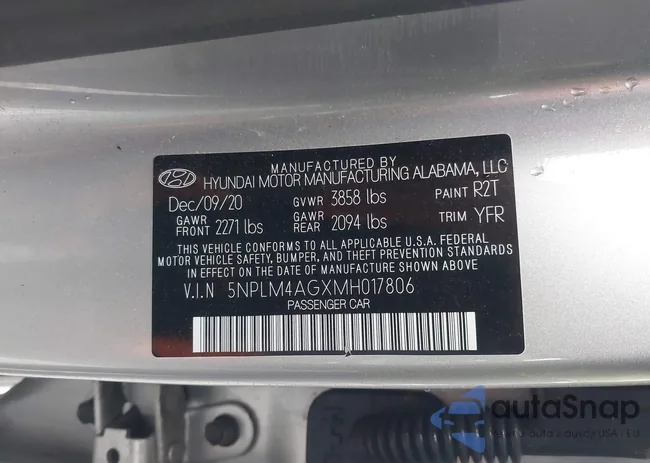 MANUFACTURED BY
HYUNDAI MOTOR MANUFACTURING ALABAMA, LLC
Dec/09/20 GVWR 3858 lbs PAINT R2T
GAWR FRONT 2271 lbs GAWR REAR 2094 lbs TRIM YFR
THIS VEHICLE CONFORMS TO ALL APPLICABLE U.S.A. FEDERAL
MOTOR VEHICLE SAFETY, BUMPER, AND THEFT PREVENTION STANDARDS
IN EFFECT ON THE DATE OF MANUFACTURE SHOWN ABOVE
V.I.N 5NPLM4AGXMH017806
PASSENGER CAR
autoSnap